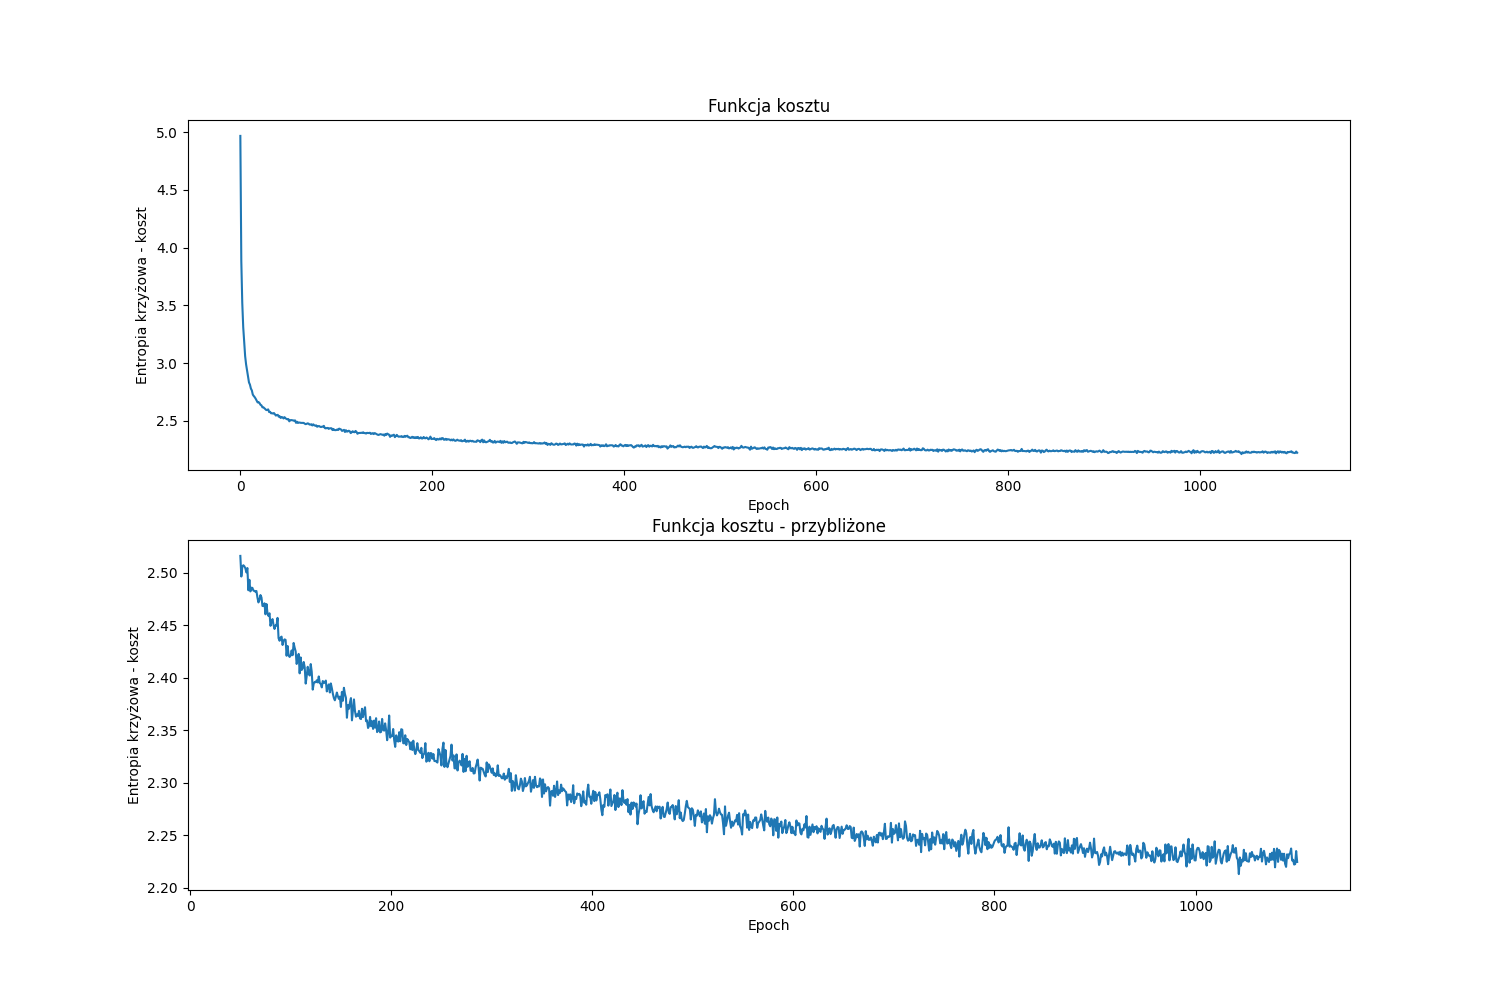 Funkcja kosztu
5.0
4.5
4.0
3.5
3.0
2.5
Entropia krzyżowa - koszt
0 200 400 600 800 1000
Epoch
Funkcja kosztu - przybliżone
2.50
2.45
2.40
2.35
2.30
2.25
2.20
Entropia krzyżowa - koszt
0 200 400 600 800 1000
Epoch